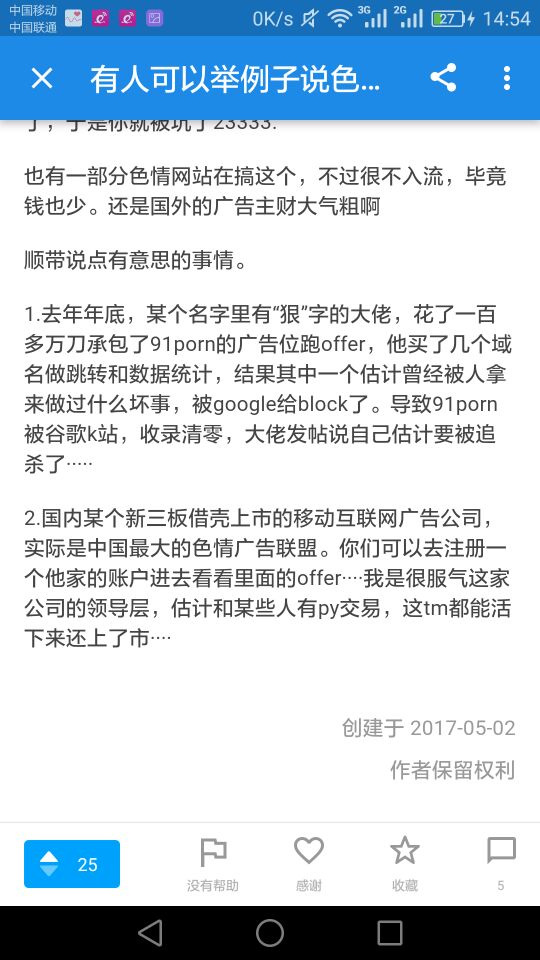 中国移动
中国联通
0K/s
3G
2G
27
14:54
有人可以举例子说色...
了，于是你就被坑了23333.
也有一部分色情网站在搞这个，不过很不入流，毕竟
钱也少。还是国外的广告主财大气粗啊
顺带说点有意思的事情。
1.去年年底，某个名字里有“狠”字的大佬，花了一百
多万刀承包了91porn的广告位跑offer，他买了几个域
名做跳转和数据统计，结果其中一个估计曾经被人拿
来做过什么坏事，被google给block了。导致91porn
被谷歌k站，收录清零，大佬发帖说自己估计要被追
杀了·····
2.国内某个新三板借壳上市的移动互联网广告公司，
实际是中国最大的色情广告联盟。你们可以去注册一
个他家的账户进去看看里面的offer····我是很服气这家
公司的领导层，估计和某些人有py交易，这tm都能活
下来还上了市····
创建于 2017-05-02
作者保留权利
25
没有帮助
感谢
收藏
5